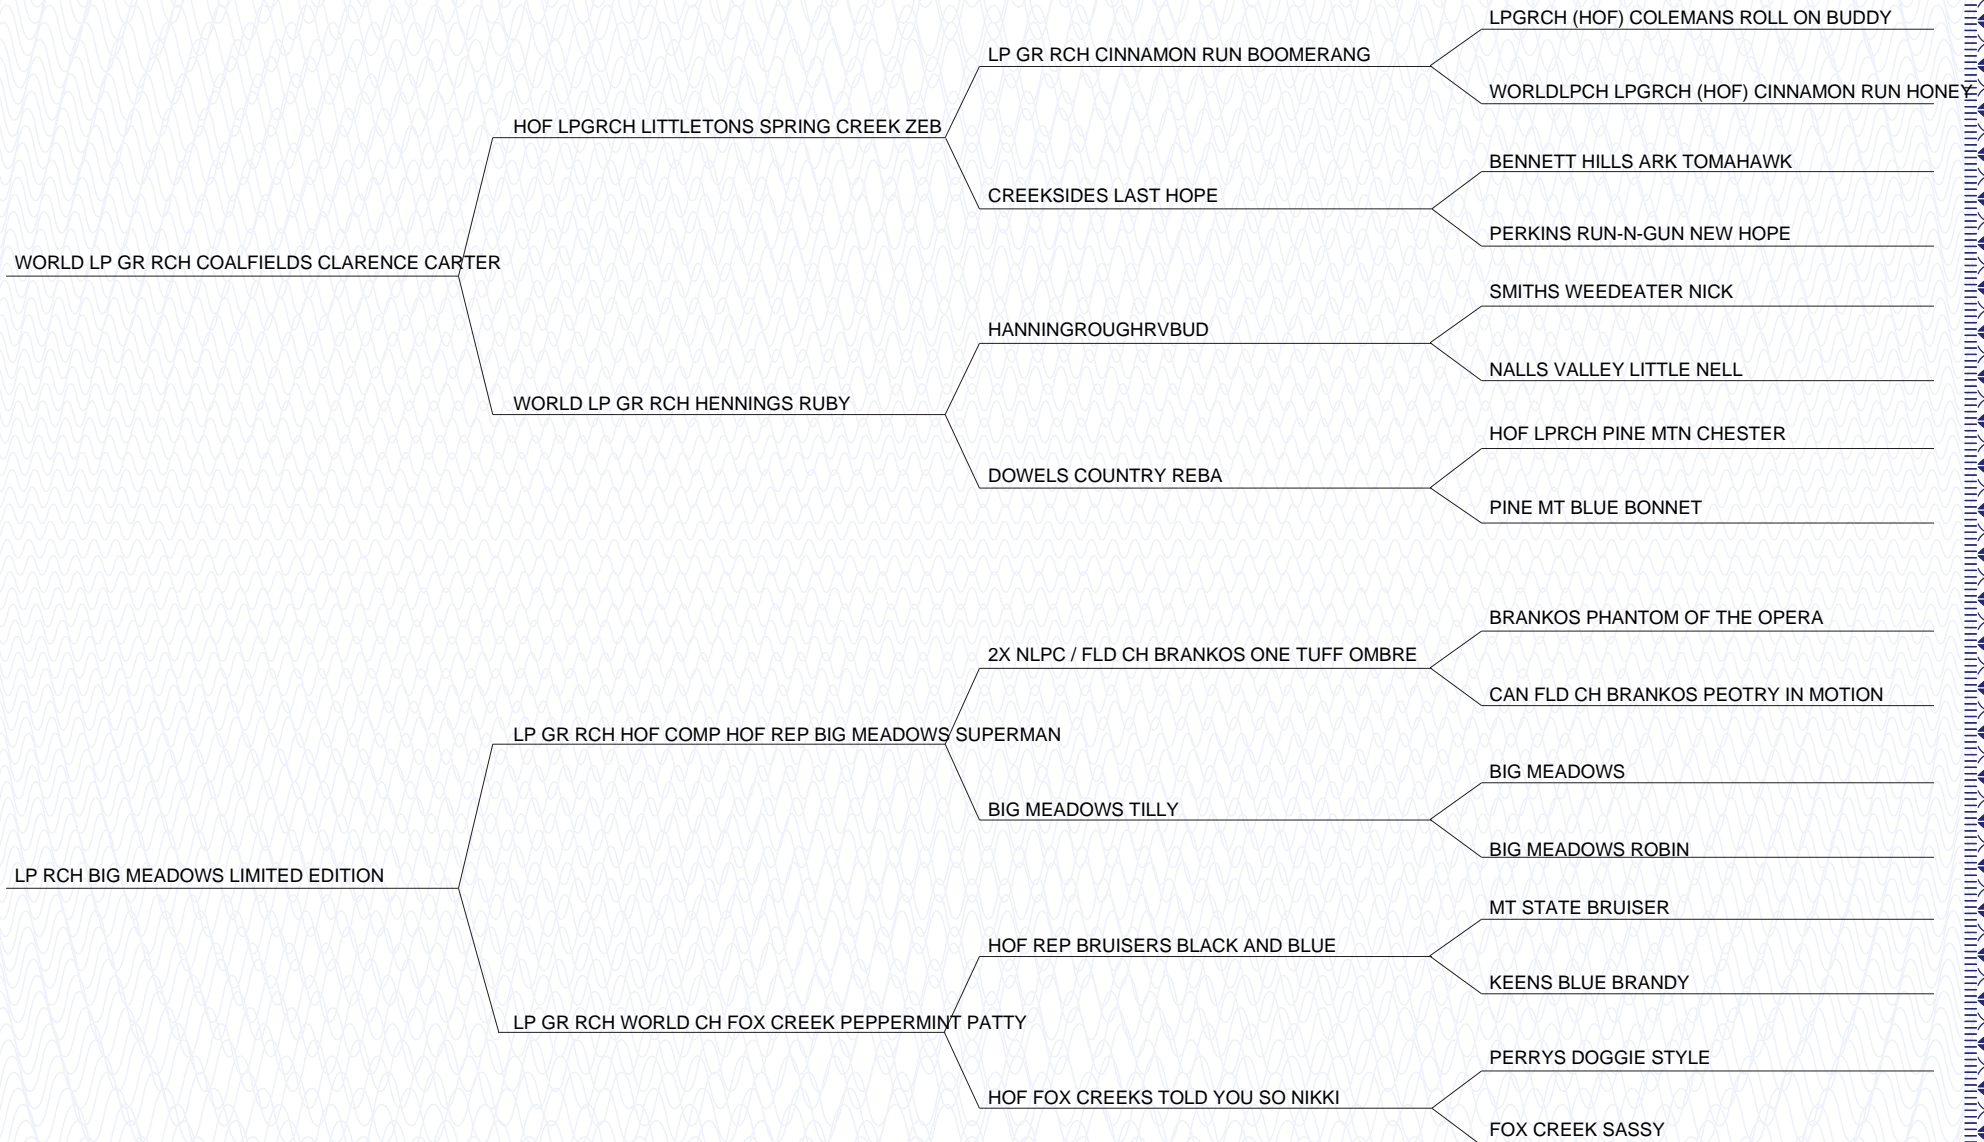 LPGRCH (HOF) COLEMANS ROLL ON BUDDY
LP GR RCH CINNAMON RUN BOOMERANG
WORLDLPCH LPGRCH (HOF) CINNAMON RUN HONEY
HOF LPGRCH LITTLETONS SPRING CREEK ZEB
BENNETT HILLS ARK TOMAHAWK
CREEKSIDES LAST HOPE
PERKINS RUN-N-GUN NEW HOPE
WORLD LP GR RCH COALFIELDS CLARENCE CARTER
SMITHS WEEDEATER NICK
HANNINGROUGHRVBUD
NALLS VALLEY LITTLE NELL
WORLD LP GR RCH HENNINGS RUBY
HOF LPRCH PINE MTN CHESTER
DOWELS COUNTRY REBA
PINE MT BLUE BONNET
BRANKOS PHANTOM OF THE OPERA
2X NLPC / FLD CH BRANKOS ONE TUFF OMBRE
CAN FLD CH BRANKOS PEOTRY IN MOTION
LP GR RCH HOF COMP HOF REP BIG MEADOWS SUPERMAN
BIG MEADOWS
BIG MEADOWS TILLY
BIG MEADOWS ROBIN
LP RCH BIG MEADOWS LIMITED EDITION
MT STATE BRUISER
HOF REP BRUISERS BLACK AND BLUE
KEENS BLUE BRANDY
LP GR RCH WORLD CH FOX CREEK PEPPERMINT PATTY
PERRYS DOGGIE STYLE
HOF FOX CREEKS TOLD YOU SO NIKKI
FOX CREEK SASSY